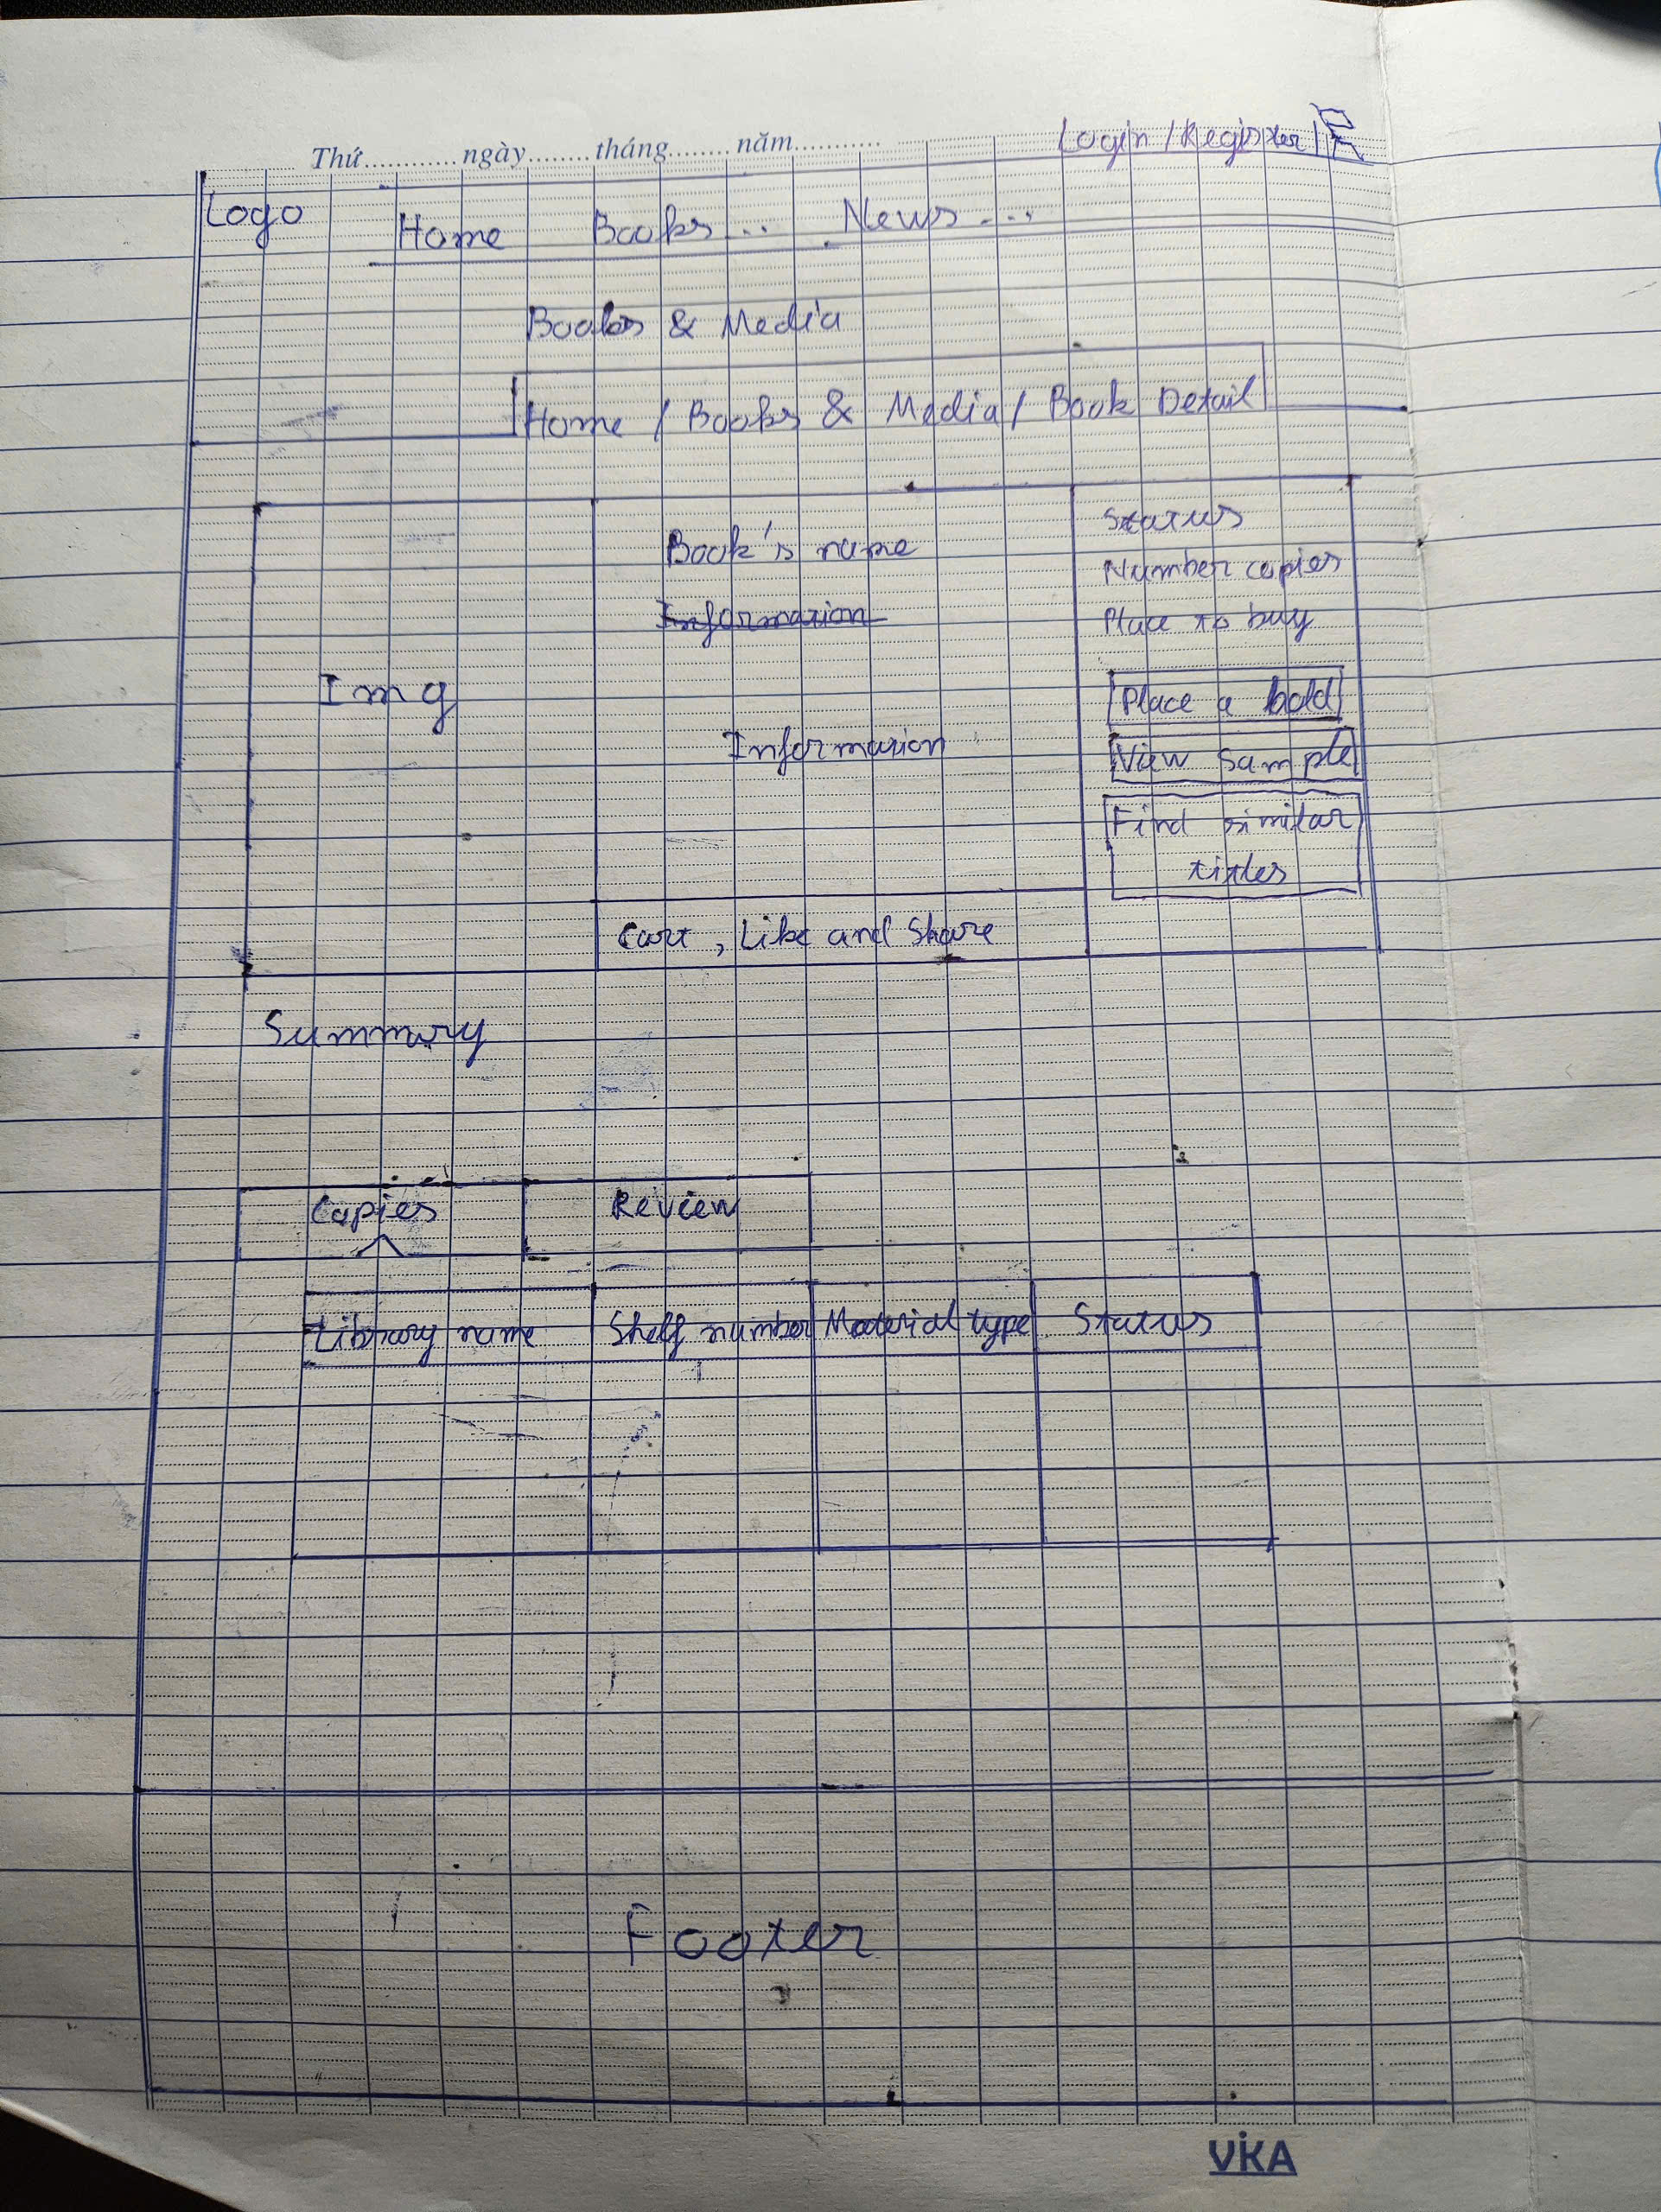 Thứ............ngày........tháng........năm...........
Login / Register /
Logo
Home Books... News...
Books & Media
Home / Books & Media / Book Detail
Book's name
Information
Img
Information
Cart, Like and Share
Status
Number copies
Place to buy
Place a hold
View sample
Find similar
titles
Summary
Copies Review
Library name Shelf number Material type Status
Footer
VIKA